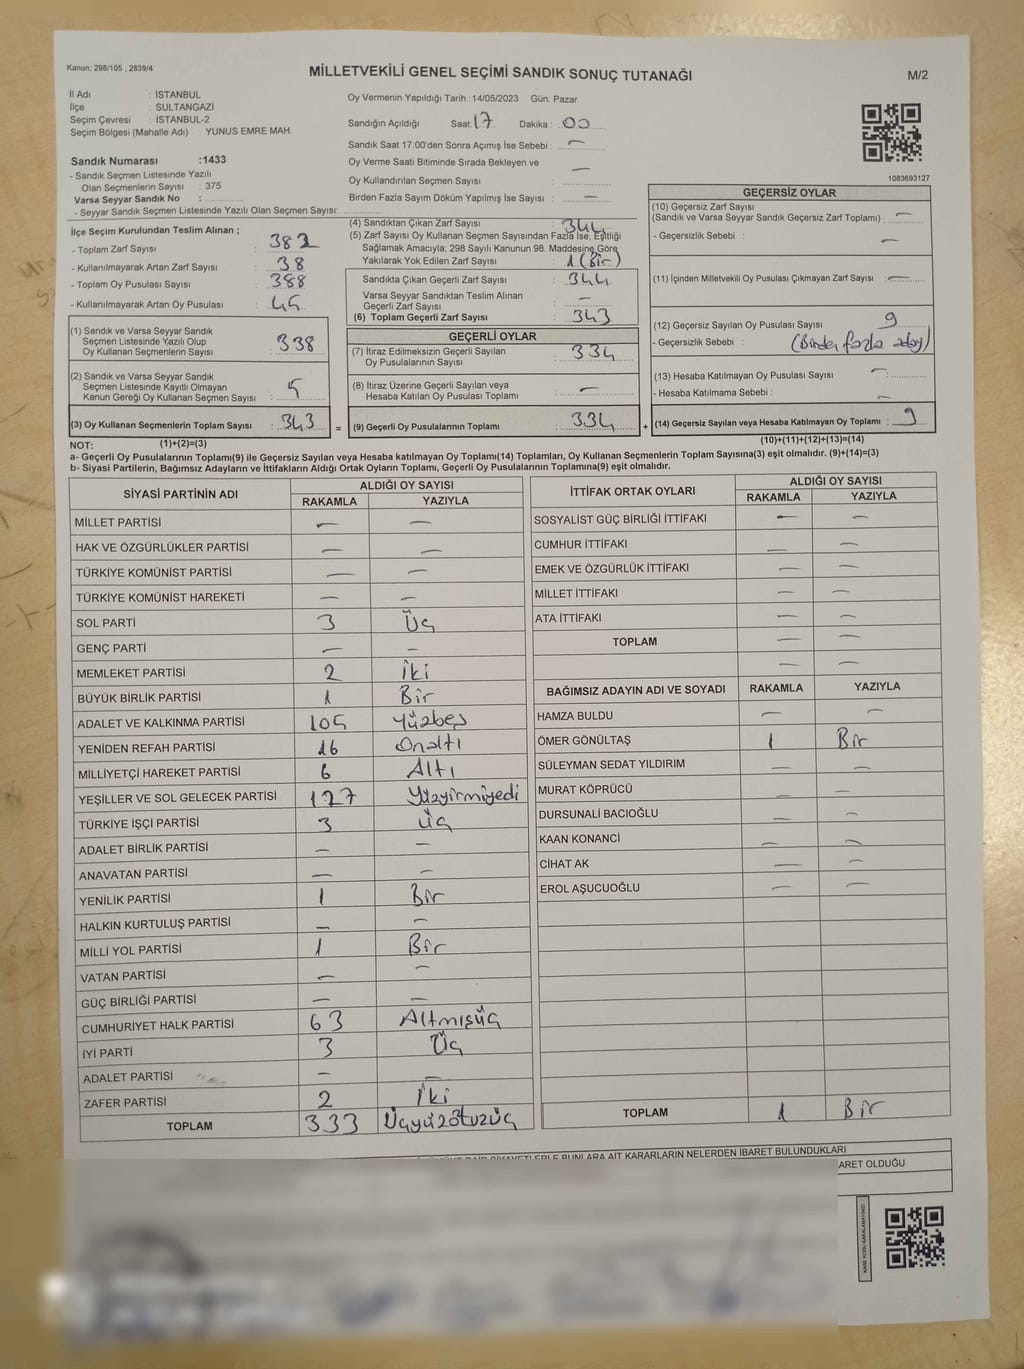 Kanun; 298/105 , 2839/4
MİLLETVEKİLİ GENEL SEÇİMİ SANDIK SONUÇ TUTANAĞI
M/2
İl Adı : İSTANBUL
İlçe : SULTANGAZİ
Seçim Çevresi : İSTANBUL-2
Seçim Bölgesi (Mahalle Adı) : YUNUS EMRE MAH.
Sandık Numarası :1433
- Sandık Seçmen Listesinde Yazılı
Olan Seçmenlerin Sayısı : 375
Varsa Seyyar Sandık No :
- Seyyar Sandık Seçmen Listesinde Yazılı Olan Seçmen Sayısı:
Oy Vermenin Yapıldığı Tarih :14/05/2023 Gün: Pazar
Sandığın Açıldığı Saat: 17 Dakika : 00
Sandık Saat 17:00'den Sonra Açımış İse Sebebi : —
Oy Verme Saati Bitiminde Sırada Bekleyen ve
Oy Kullandırılan Seçmen Sayısı : —
Birden Fazla Sayım Döküm Yapılmış İse Sayısı : —
1083693127
İlçe Seçim Kurulundan Teslim Alınan ;
- Toplam Zarf Sayısı : 382
- Kullanılmayarak Artan Zarf Sayısı : 38
- Toplam Oy Pusulası Sayısı : 388
- Kullanılmayarak Artan Oy Pusulası : 45
(1) Sandık ve Varsa Seyyar Sandık
Seçmen Listesinde Yazılı Olup
Oy Kullanan Seçmenlerin Sayısı : 338
(2) Sandık ve Varsa Seyyar Sandık
Seçmen Listesinde Kayıtlı Olmayan
Kanun Gereği Oy Kullanan Seçmen Sayısı : 5
(3) Oy Kullanan Seçmenlerin Toplam Sayısı : 343 =
(4) Sandıktan Çıkan Zarf Sayısı : 344
(5) Zarf Sayısı Oy Kullanan Seçmen Sayısından Fazla İse, Eşitliği
Sağlamak Amacıyla; 298 Sayılı Kanunun 98. Maddesine Göre
Yakılarak Yok Edilen Zarf Sayısı : 1 (Bir)
Sandıkta Çıkan Geçerli Zarf Sayısı : 344
Varsa Seyyar Sandıktan Teslim Alınan
Geçerli Zarf Sayısı : —
(6) Toplam Geçerli Zarf Sayısı : 343
GEÇERLİ OYLAR
(7) İtiraz Edilmeksizin Geçerli Sayılan
Oy Pusulalarının Sayısı : 334
(8) İtiraz Üzerine Geçerli Sayılan veya
Hesaba Katılan Oy Pusulası Toplamı : —
(9) Geçerli Oy Pusulalarının Toplamı : 334 +
GEÇERSİZ OYLAR
(10) Geçersiz Zarf Sayısı
(Sandık ve Varsa Seyyar Sandık Geçersiz Zarf Toplamı) : —
- Geçersizlik Sebebi : —
(11) İçinden Milletvekili Oy Pusulası Çıkmayan Zarf Sayısı : —
(12) Geçersiz Sayılan Oy Pusulası Sayısı : 9
- Geçersizlik Sebebi : (Birden fazla aday)
(13) Hesaba Katılmayan Oy Pusulası Sayısı : —
- Hesaba Katılmama Sebebi : —
(14) Geçersiz Sayılan veya Hesaba Katılmayan Oy Toplamı : 9
NOT: (1)+(2)=(3)
(10)+(11)+(12)+(13)=(14)
a- Geçerli Oy Pusulalarının Toplamı(9) ile Geçersiz Sayılan veya Hesaba katılmayan Oy Toplamı(14) Toplamları, Oy Kullanan Seçmenlerin Toplam Sayısına(3) eşit olmalıdır. (9)+(14)=(3)
b- Siyasi Partilerin, Bağımsız Adayların ve İttifakların Aldığı Ortak Oyların Toplamı, Geçerli Oy Pusulalarının Toplamına(9) eşit olmalıdır.
SİYASİ PARTİNİN ADI ALDIĞI OY SAYISI
RAKAMLA YAZIYLA
MİLLET PARTİSİ — —
HAK VE ÖZGÜRLÜKLER PARTİSİ — —
TÜRKİYE KOMÜNİST PARTİSİ — —
TÜRKİYE KOMÜNİST HAREKETİ — —
SOL PARTİ 3 Üç
GENÇ PARTİ — —
MEMLEKET PARTİSİ 2 İki
BÜYÜK BİRLİK PARTİSİ 1 Bir
ADALET VE KALKINMA PARTİSİ 105 Yüzbeş
YENİDEN REFAH PARTİSİ 16 Onaltı
MİLLİYETÇİ HAREKET PARTİSİ 6 Altı
YEŞİLLER VE SOL GELECEK PARTİSİ 127 Yüzyirmiyedi
TÜRKİYE İŞÇİ PARTİSİ 3 Üç
ADALET BİRLİK PARTİSİ — —
ANAVATAN PARTİSİ — —
YENİLİK PARTİSİ 1 Bir
HALKIN KURTULUŞ PARTİSİ — —
MİLLİ YOL PARTİSİ 1 Bir
VATAN PARTİSİ — —
GÜÇ BİRLİĞİ PARTİSİ — —
CUMHURİYET HALK PARTİSİ 63 Altmışüç
İYİ PARTİ 3 Üç
ADALET PARTİSİ — —
ZAFER PARTİSİ 2 İki
TOPLAM 333 Üçyüzotuzüç
İTTİFAK ORTAK OYLARI ALDIĞI OY SAYISI
RAKAMLA YAZIYLA
SOSYALİST GÜÇ BİRLİĞİ İTTİFAKI — —
CUMHUR İTTİFAKI — —
EMEK VE ÖZGÜRLÜK İTTİFAKI — —
MİLLET İTTİFAKI — —
ATA İTTİFAKI — —
TOPLAM — —
— —
BAĞIMSIZ ADAYIN ADI VE SOYADI RAKAMLA YAZIYLA
HAMZA BULDU — —
ÖMER GÖNÜLTAŞ 1 Bir
SÜLEYMAN SEDAT YILDIRIM — —
MURAT KÖPRÜCÜ — —
DURSUNALİ BACIOĞLU — —
KAAN KONANCİ — —
CİHAT AK — —
EROL AŞUCUOĞLU — —
TOPLAM 1 Bir
KARARLARIN NELERDEN İBARET BULUNDUKLARI
OLDUĞU